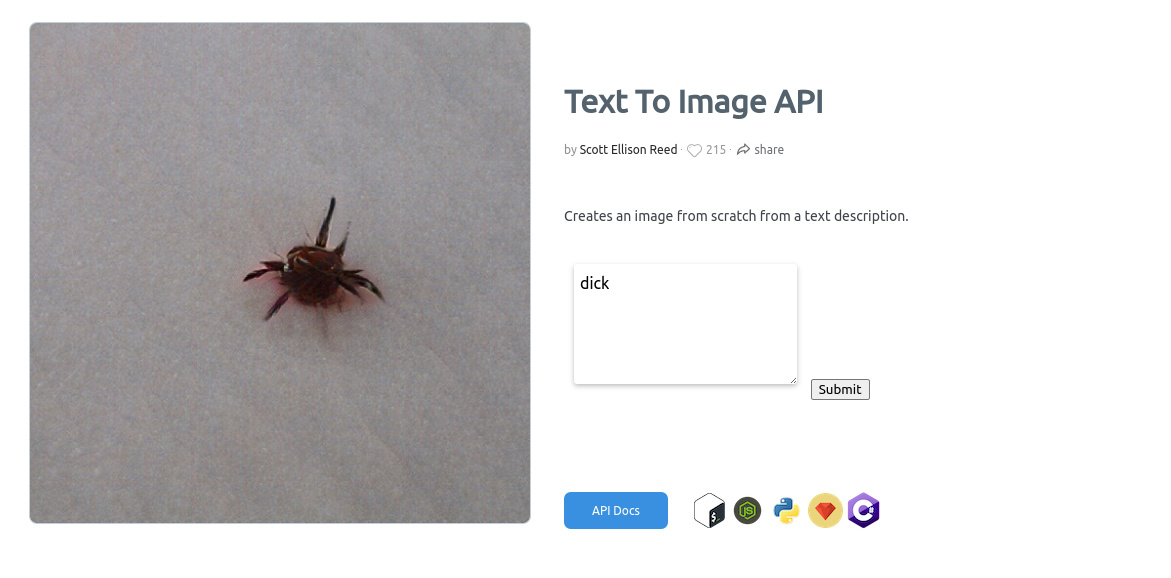 Text To Image API
by Scott Ellison Reed · 215 · share
Creates an image from scratch from a text description.
dick
Submit
API Docs
$_
JS
C#